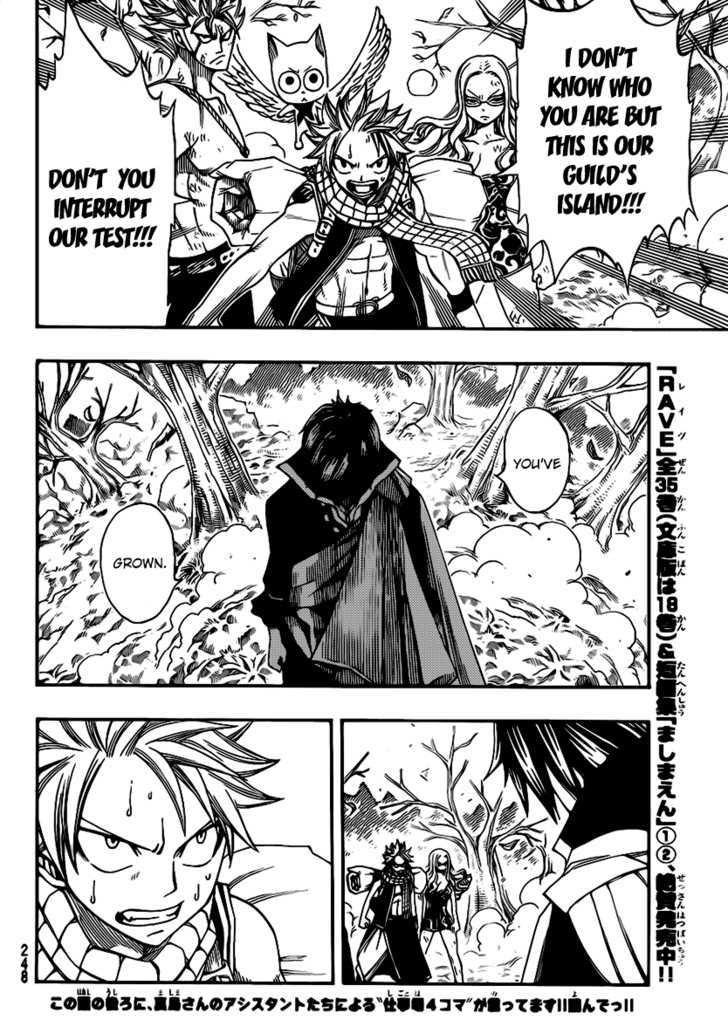 I DON'T
KNOW WHO
YOU ARE BUT
THIS IS OUR
GUILD'S
ISLAND!!!
DON'T YOU
INTERRUPT
OUR TEST!!!
YOU'VE
GROWN.
「RAVE」全35巻(文庫版は18巻)&短編集「ましまえん」①②、絶賛発売中!!
248
この話の後ろに、真島さんのアシスタントたちによる"仕事場4コマ"が載ってます!!読んでっ!!